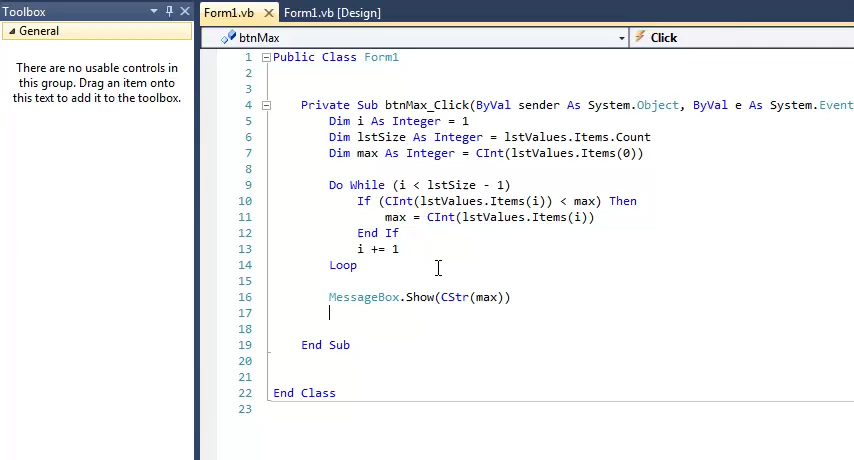 Toolbox
General
There are no usable controls in
this group. Drag an item onto
this text to add it to the toolbox.
Form1.vb Form1.vb [Design]
btnMax Click
1 Public Class Form1
2
3
4 Private Sub btnMax_Click(ByVal sender As System.Object, ByVal e As System.Event
5 Dim i As Integer = 1
6 Dim lstSize As Integer = lstValues.Items.Count
7 Dim max As Integer = CInt(lstValues.Items(0))
8
9 Do While (i < lstSize - 1)
10 If (CInt(lstValues.Items(i)) < max) Then
11 max = CInt(lstValues.Items(i))
12 End If
13 i += 1
14 Loop
15
16 MessageBox.Show(CStr(max))
17
18
19 End Sub
20
21
22 End Class
23